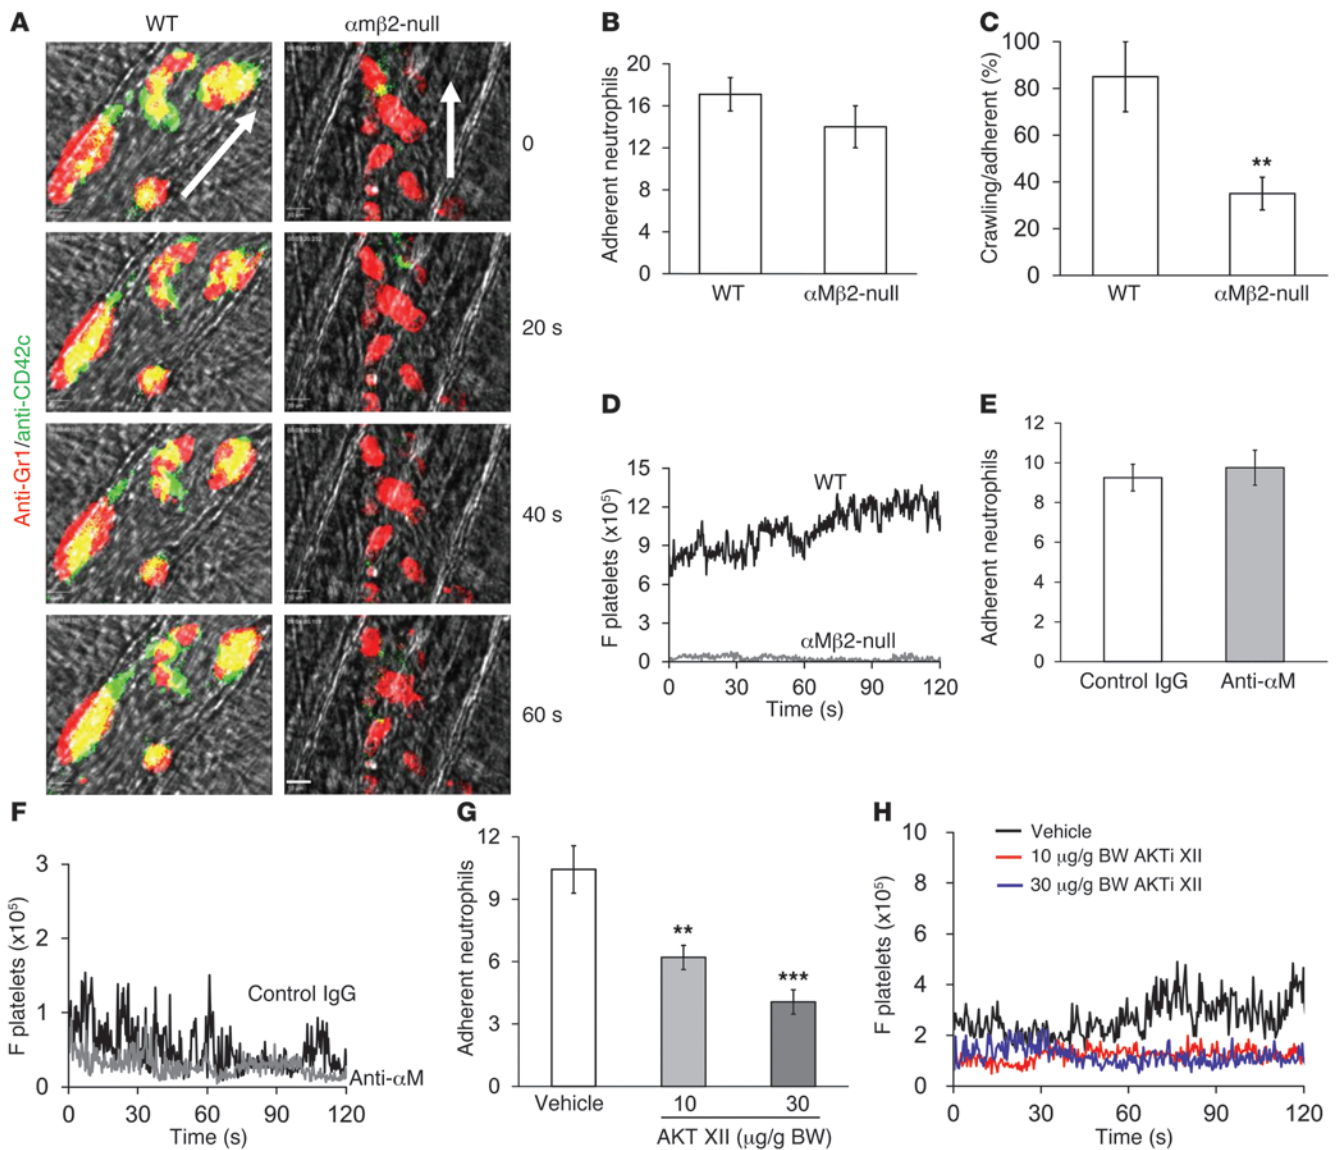 A
WT
αmβ2-null
Anti-Gr1/anti-CD42c
0
20 s
40 s
60 s
B
Adherent neutrophils
20
16
12
8
4
0
WT
αMβ2-null
C
Crawling/adherent (%)
100
80
60
40
20
0
**
WT
αMβ2-null
D
F platelets (x10⁵)
15
12
9
6
3
0
WT
αMβ2-null
0 30 60 90 120
Time (s)
E
Adherent neutrophils
12
10
8
6
4
2
0
Control IgG
Anti-αM
F
F platelets (x10⁵)
3
2
1
0
Control IgG
Anti-αM
0 30 60 90 120
Time (s)
G
Adherent neutrophils
12
9
6
3
0
**
***
Vehicle
10
30
AKT XII (μg/g BW)
H
F platelets (x10⁵)
10
8
6
4
2
0
Vehicle
10 μg/g BW AKTi XII
30 μg/g BW AKTi XII
0 30 60 90 120
Time (s)